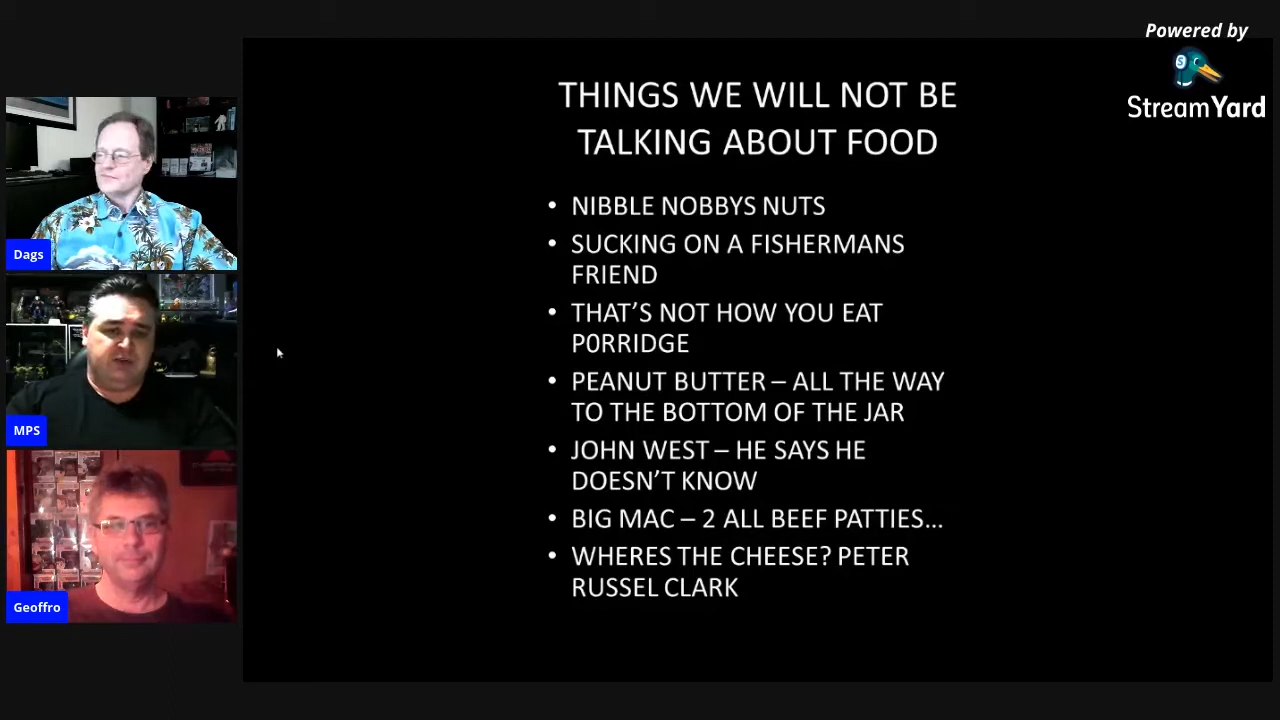 Powered by
StreamYard
THINGS WE WILL NOT BE
TALKING ABOUT FOOD
• NIBBLE NOBBYS NUTS
• SUCKING ON A FISHERMANS
FRIEND
• THAT’S NOT HOW YOU EAT
P0RRIDGE
• PEANUT BUTTER – ALL THE WAY
TO THE BOTTOM OF THE JAR
• JOHN WEST – HE SAYS HE
DOESN’T KNOW
• BIG MAC – 2 ALL BEEF PATTIES…
• WHERES THE CHEESE? PETER
RUSSEL CLARK
Dags
MPS
Geoffro